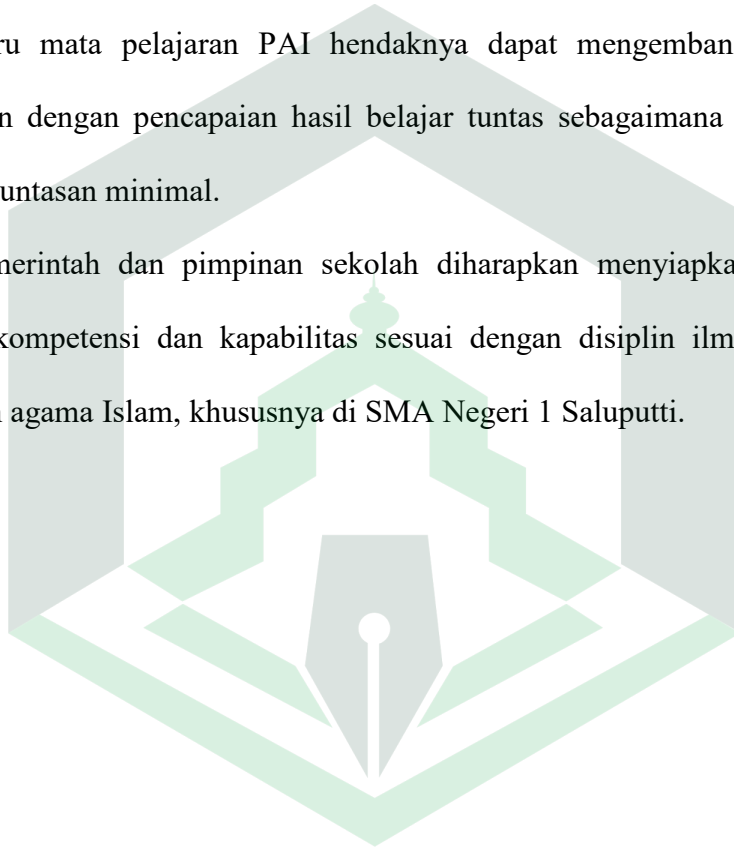 ru mata pelajaran PAI hendaknya dapat mengemban
n dengan pencapaian hasil belajar tuntas sebagaimana
untasan minimal.
merintah dan pimpinan sekolah diharapkan menyiapka
kompetensi dan kapabilitas sesuai dengan disiplin ilm
agama Islam, khususnya di SMA Negeri 1 Saluputti.